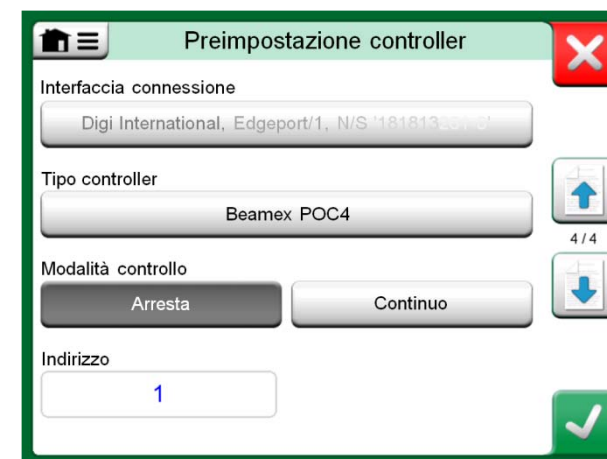 Preimpostazione controller
Interfaccia connessione
Digi International, Edgeport/1, N/S
Tipo controller
Beamex POC4
4 / 4
Modalità controllo
Arresta
Continuo
Indirizzo
1